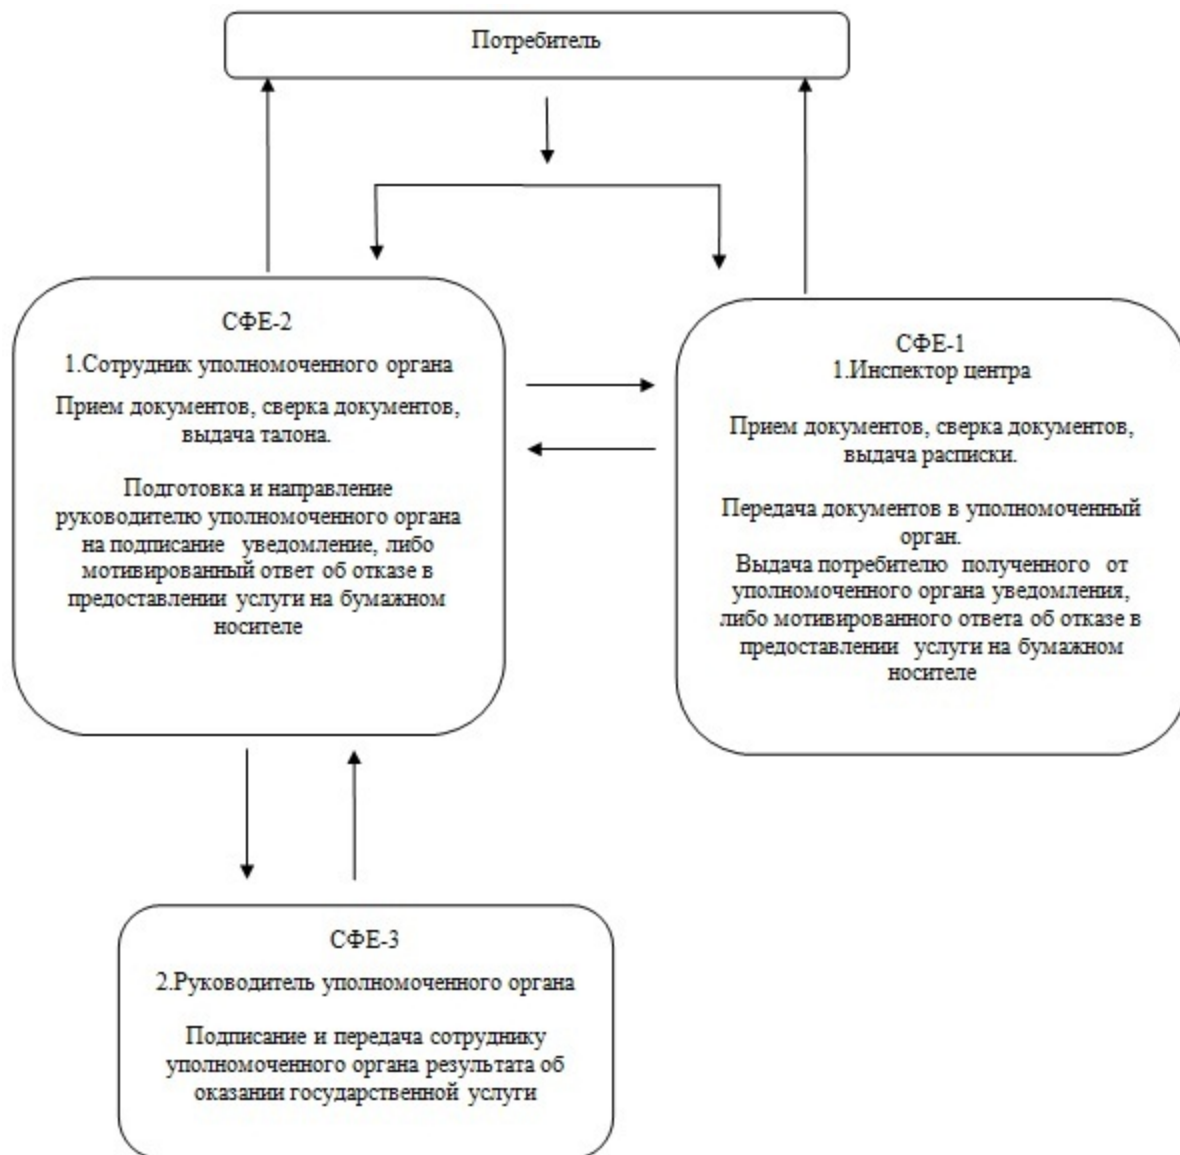 Потребитель
СФЕ-2
1.Сотрудник уполномоченного органа
Прием документов, сверка документов,
выдача талона.
Подготовка и направление
руководителю уполномоченного органа
на подписание уведомление, либо
мотивированный ответ об отказе в
предоставлении услуги на бумажном
носителе
СФЕ-1
1.Инспектор центра
Прием документов, сверка документов,
выдача расписки.
Передача документов в уполномоченный
орган.
Выдача потребителю полученного от
уполномоченного органа уведомления,
либо мотивированного ответа об отказе в
предоставлении услуги на бумажном
носителе
СФЕ-3
2.Руководитель уполномоченного органа
Подписание и передача сотруднику
уполномоченного органа результата об
оказании государственной услуги